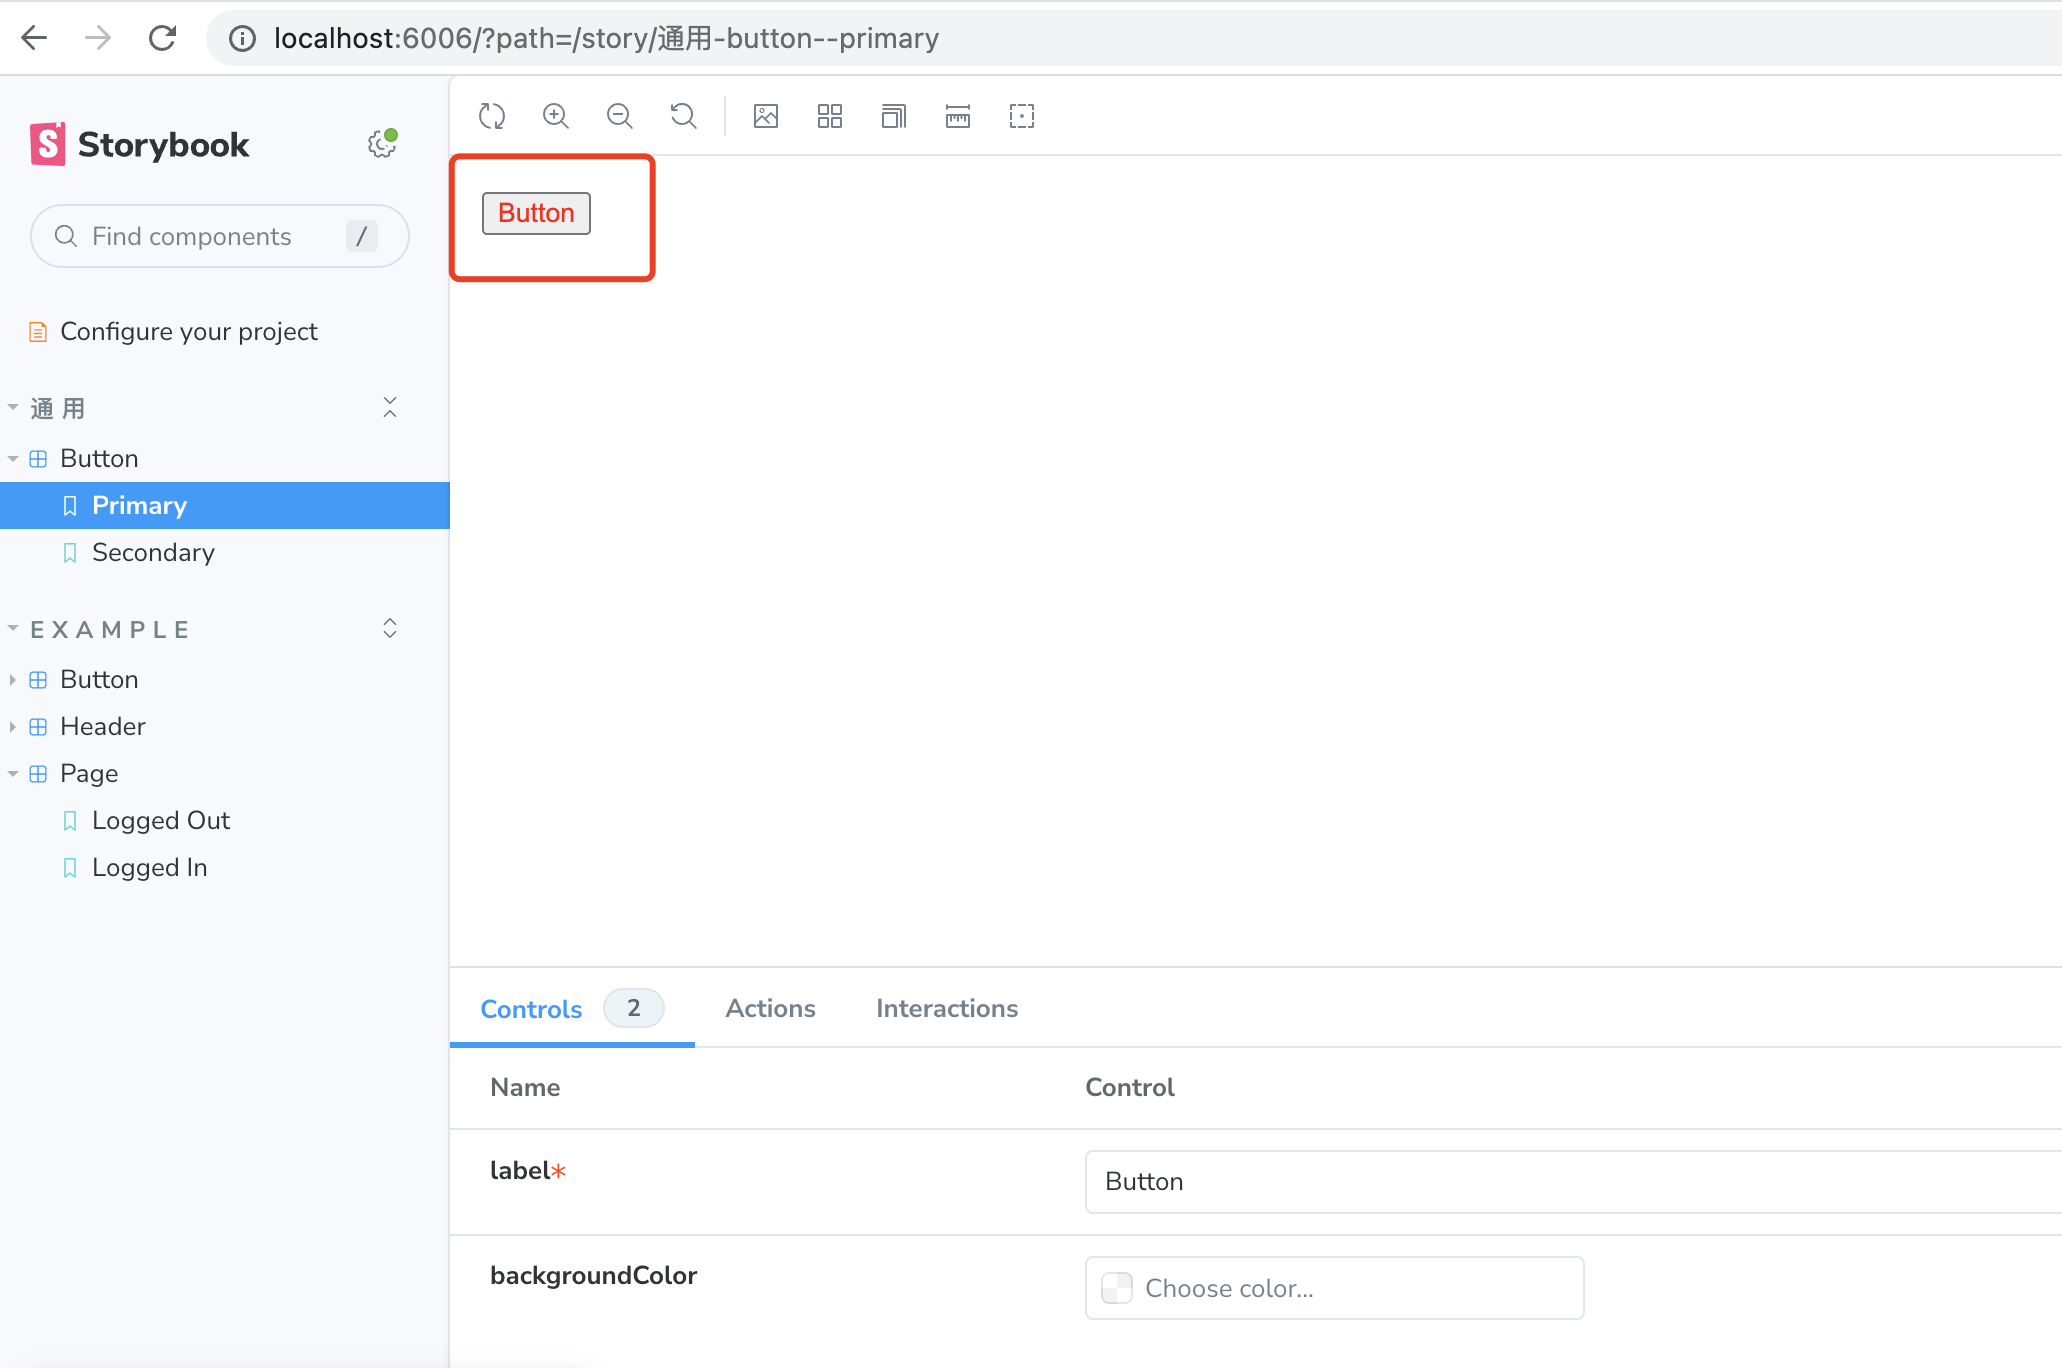 localhost:6006/?path=/story/通用-button--primary
Storybook
Find components /
Configure your project
通用
Button
Primary
Secondary
EXAMPLE
Button
Header
Page
Logged Out
Logged In
Button
Controls 2 Actions Interactions
Name Control
label* Button
backgroundColor Choose color...